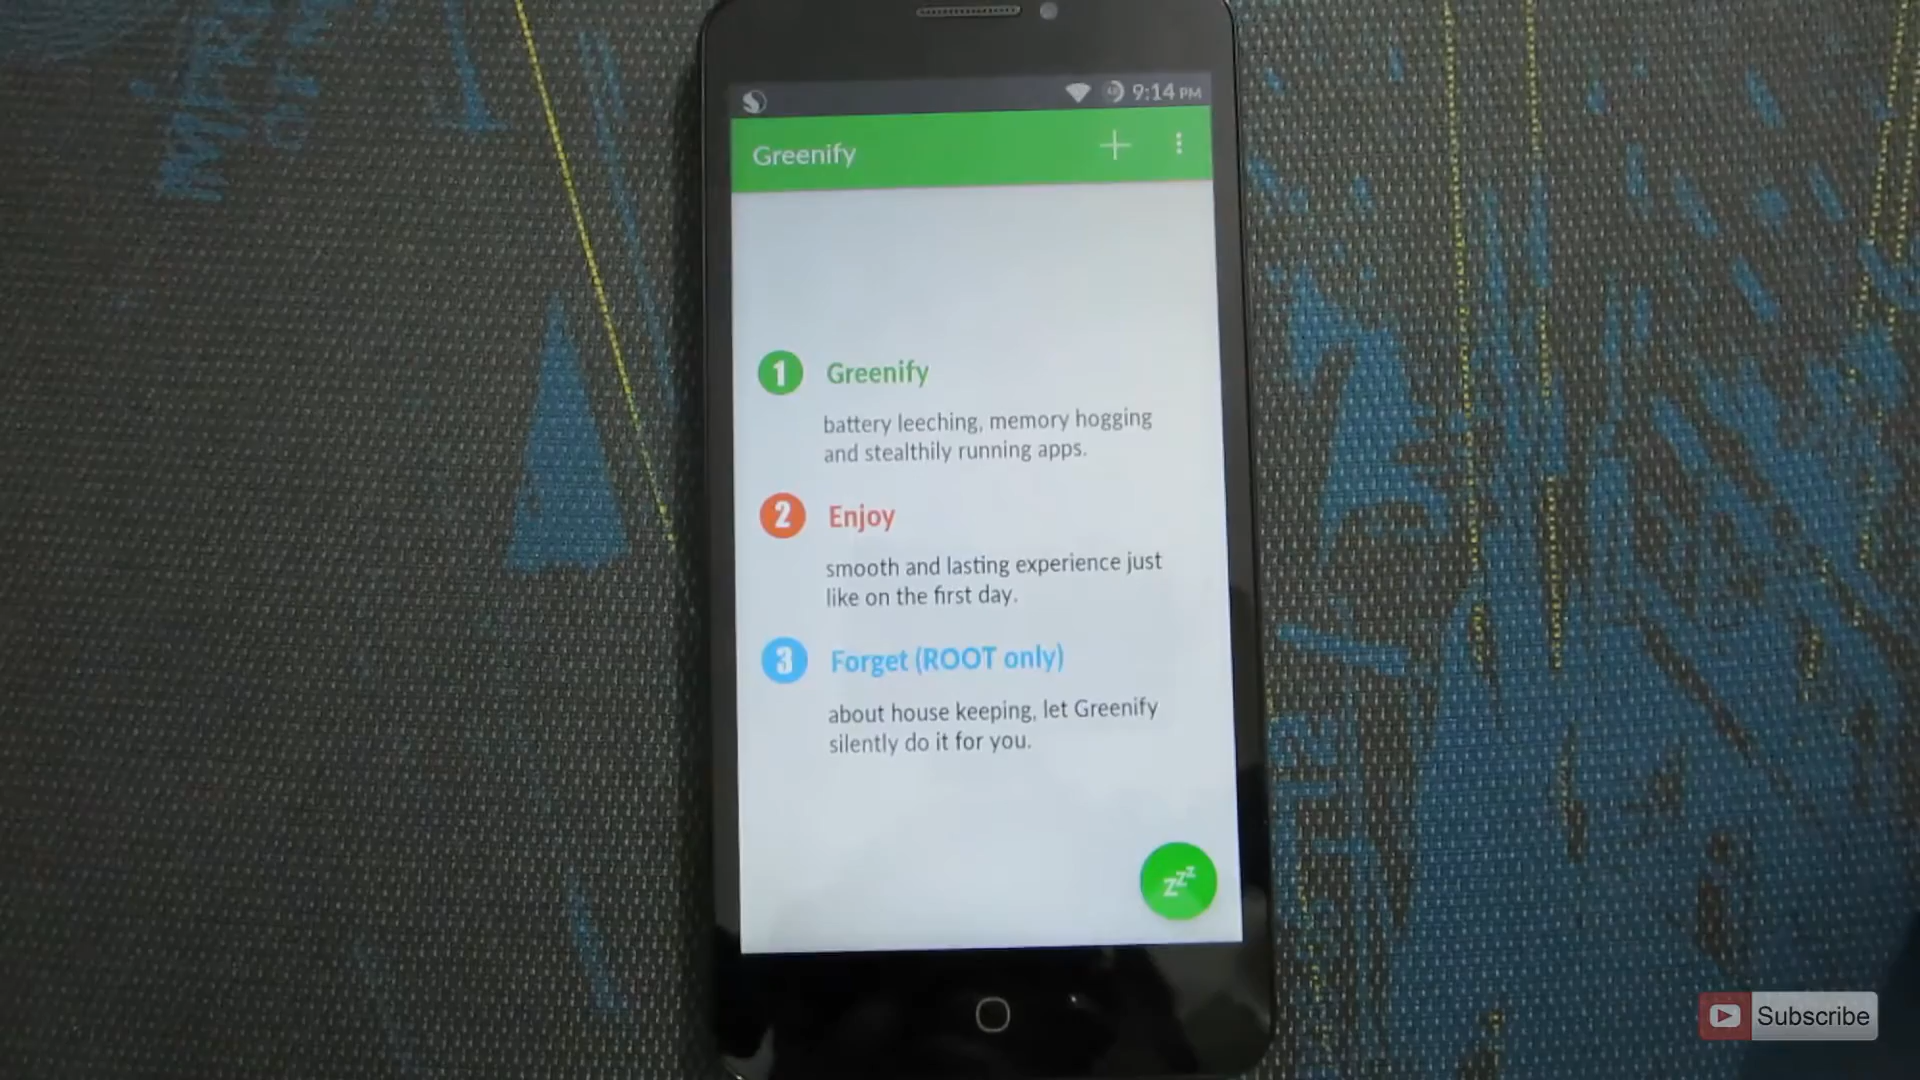 9:14 PM
Greenify
1 Greenify
battery leeching, memory hogging
and stealthily running apps.
2 Enjoy
smooth and lasting experience just
like on the first day.
3 Forget (ROOT only)
about house keeping, let Greenify
silently do it for you.
zzz
Subscribe